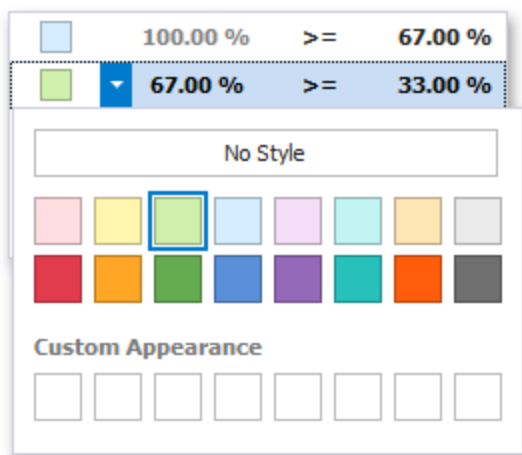 100.00 % >= 67.00 %
67.00 % >= 33.00 %
No Style
Custom Appearance